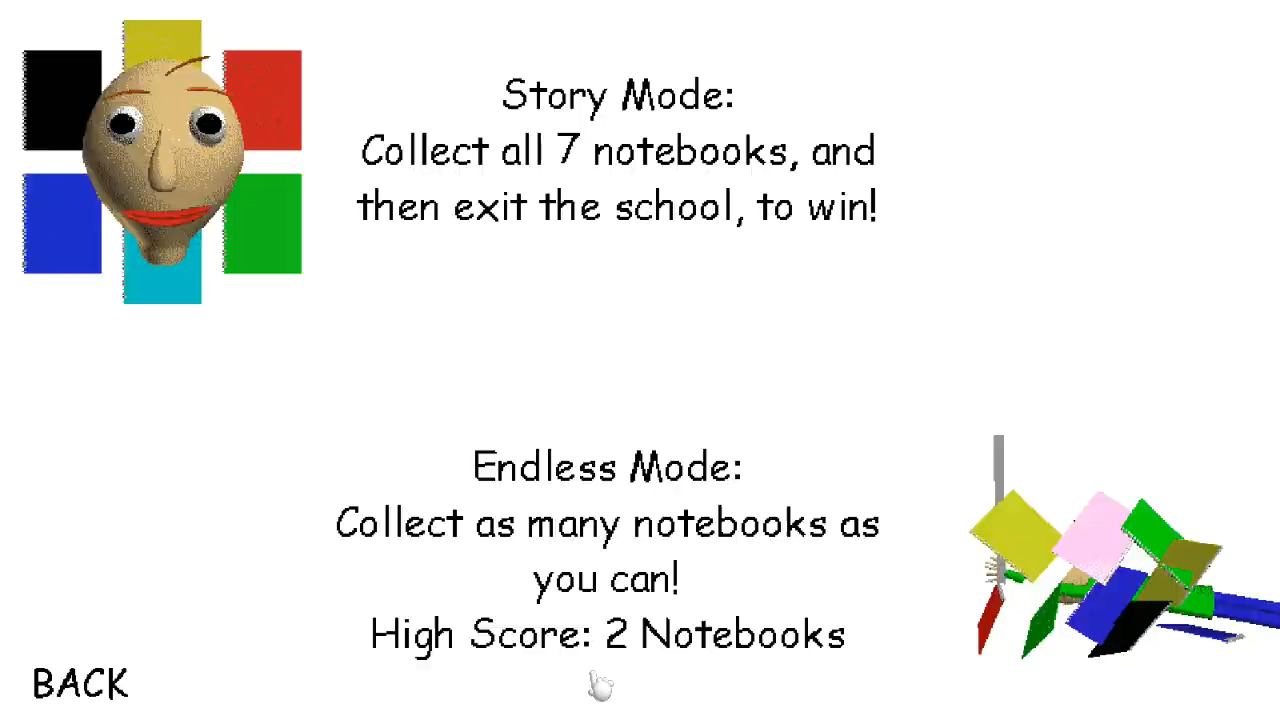 Story Mode:
Collect all 7 notebooks, and
then exit the school, to win!
Endless Mode:
Collect as many notebooks as
you can!
High Score: 2 Notebooks
BACK